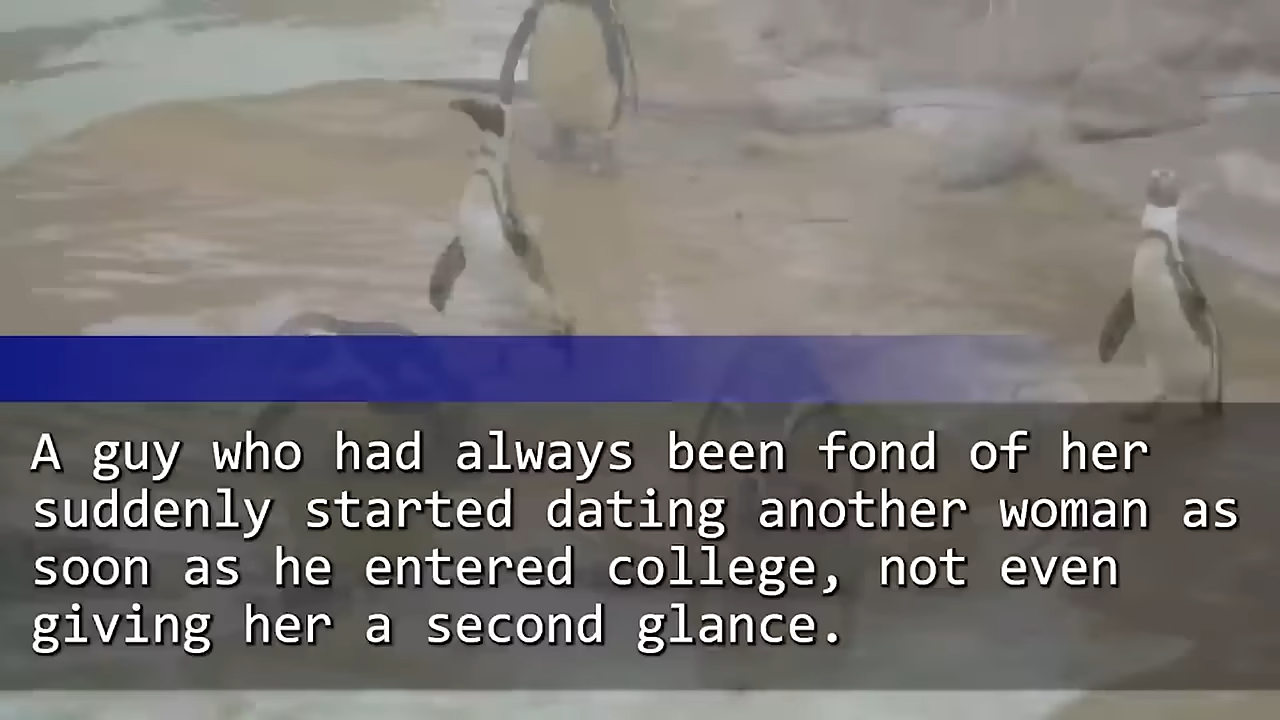 A guy who had always been fond of her
suddenly started dating another woman as
soon as he entered college, not even
giving her a second glance.